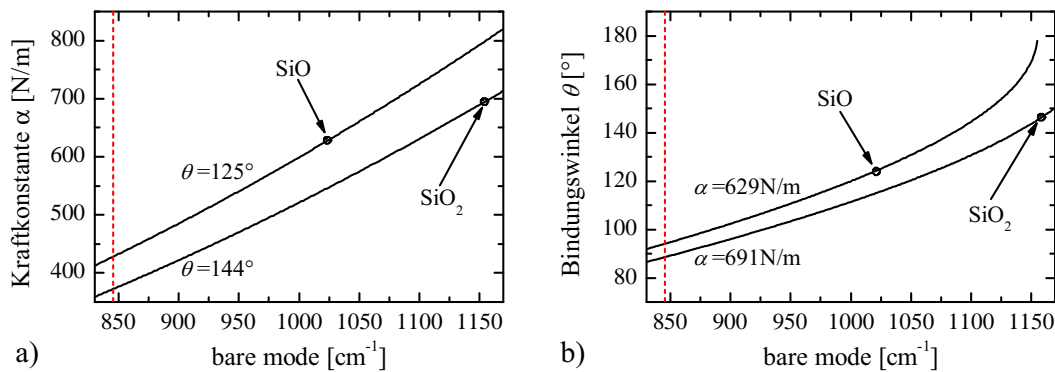 Kraftkonstante α [N/m]
800
700
600
500
400
SiO
SiO2
θ=125°
θ=144°
850 900 950 1000 1050 1100 1150
bare mode [cm-1]
a)
Bindungswinkel θ [°]
180
160
140
120
100
80
SiO
SiO2
α=629N/m
α=691N/m
850 900 950 1000 1050 1100 1150
bare mode [cm-1]
b)